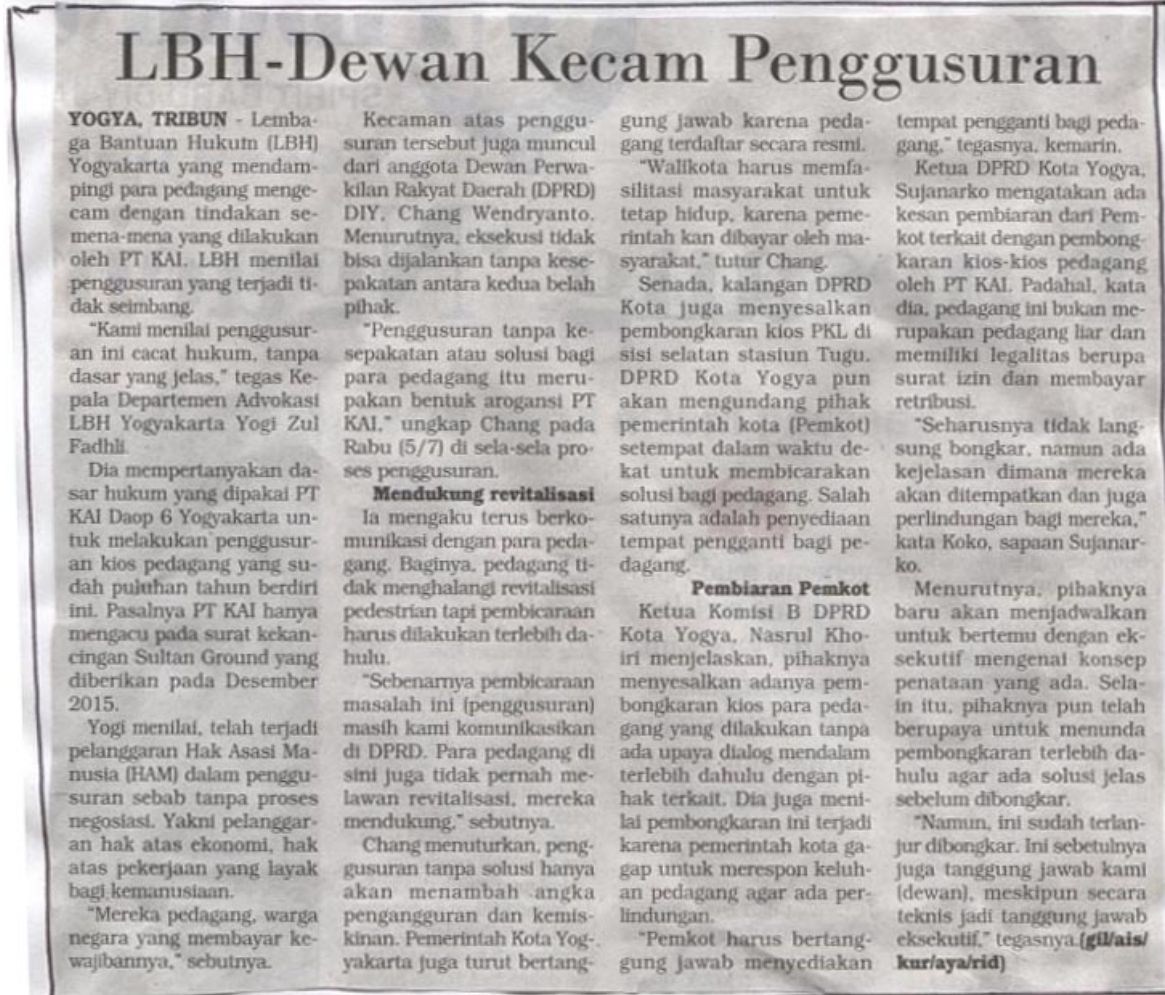 LBH-Dewan Kecam Penggusuran
YOGYA, TRIBUN - Lemba-
ga Bantuan Hukum (LBH)
Yogyakarta yang mendam-
pingi para pedagang menge-
cam dengan tindakan se-
mena-mena yang dilakukan
oleh PT KAI. LBH menilai
penggusuran yang terjadi ti-
dak seimbang.
"Kami menilai penggusur-
an ini cacat hukum, tanpa
dasar yang jelas," tegas Ke-
pala Departemen Advokasi
LBH Yogyakarta Yogi Zul
Fadhli.
Dia mempertanyakan da-
sar hukum yang dipakai PT
KAI Daop 6 Yogyakarta un-
tuk melakukan penggusur-
an kios pedagang yang su-
dah puluhan tahun berdiri
ini. Pasalnya PT KAI hanya
mengacu pada surat kekan-
cingan Sultan Ground yang
diberikan pada Desember
2015.
Yogi menilai, telah terjadi
pelanggaran Hak Asasi Ma-
nusia (HAM) dalam penggu-
suran sebab tanpa proses
negosiasi. Yakni pelanggar-
an hak atas ekonomi, hak
atas pekerjaan yang layak
bagi kemanusiaan.
"Mereka pedagang, warga
negara yang membayar ke-
wajibannya," sebutnya.
Kecaman atas penggu-
suran tersebut juga muncul
dari anggota Dewan Perwa-
kilan Rakyat Daerah (DPRD)
DIY, Chang Wendryanto.
Menurutnya, eksekusi tidak
bisa dijalankan tanpa kese-
pakatan antara kedua belah
pihak.
"Penggusuran tanpa ke-
sepakatan atau solusi bagi
para pedagang itu meru-
pakan bentuk arogansi PT
KAI," ungkap Chang pada
Rabu (5/7) di sela-sela pro-
ses penggusuran.
Mendukung revitalisasi
Ia mengaku terus berko-
munikasi dengan para peda-
gang. Baginya, pedagang ti-
dak menghalangi revitalisasi
pedestrian tapi pembicaraan
harus dilakukan terlebih da-
hulu.
"Sebenarnya pembicaraan
masalah ini (penggusuran)
masih kami komunikasikan
di DPRD. Para pedagang di
sini juga tidak pernah me-
lawan revitalisasi, mereka
mendukung," sebutnya.
Chang menuturkan, peng-
gusuran tanpa solusi hanya
akan menambah angka
pengangguran dan kemis-
kinan. Pemerintah Kota Yog-
yakarta juga turut bertang-
gung jawab karena peda-
gang terdaftar secara resmi.
"Walikota harus memfa-
silitasi masyarakat untuk
tetap hidup, karena peme-
rintah kan dibayar oleh ma-
syarakat," tutur Chang.
Senada, kalangan DPRD
Kota juga menyesalkan
pembongkaran kios PKL di
sisi selatan stasiun Tugu.
DPRD Kota Yogya pun
akan mengundang pihak
pemerintah kota (Pemkot)
setempat dalam waktu de-
kat untuk membicarakan
solusi bagi pedagang. Salah
satunya adalah penyediaan
tempat pengganti bagi pe-
dagang.
Pembiaran Pemkot
Ketua Komisi B DPRD
Kota Yogya, Nasrul Kho-
iri menjelaskan, pihaknya
menyesalkan adanya pem-
bongkaran kios para peda-
gang yang dilakukan tanpa
ada upaya dialog mendalam
terlebih dahulu dengan pi-
hak terkait. Dia juga meni-
lai pembongkaran ini terjadi
karena pemerintah kota ga-
gap untuk merespon keluh-
an pedagang agar ada per-
lindungan.
"Pemkot harus bertang-
gung jawab menyediakan
tempat pengganti bagi peda-
gang," tegasnya, kemarin.
Ketua DPRD Kota Yogya,
Sujanarko mengatakan ada
kesan pembiaran dari Pem-
kot terkait dengan pembong-
karan kios-kios pedagang
oleh PT KAI. Padahal, kata
dia, pedagang ini bukan me-
rupakan pedagang liar dan
memiliki legalitas berupa
surat izin dan membayar
retribusi.
"Seharusnya tidak lang-
sung bongkar, namun ada
kejelasan dimana mereka
akan ditempatkan dan juga
perlindungan bagi mereka,"
kata Koko, sapaan Sujanar-
ko.
Menurutnya, pihaknya
baru akan menjadwalkan
untuk bertemu dengan ek-
sekutif mengenai konsep
penataan yang ada. Sela-
in itu, pihaknya pun telah
berupaya untuk menunda
pembongkaran terlebih da-
hulu agar ada solusi jelas
sebelum dibongkar.
"Namun, ini sudah terlan-
jur dibongkar. Ini sebetulnya
juga tanggung jawab kami
(dewan), meskipun secara
teknis jadi tanggung jawab
eksekutif," tegasnya.(gil/ais/
kur/aya/rid)